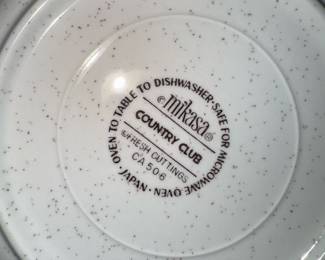 OVEN TO TABLE TO DISHWASHER · SAFE FOR MICROWAVE OVEN · JAPAN ·
mikasa
COUNTRY CLUB
FRESH CUTTINGS
CA 506